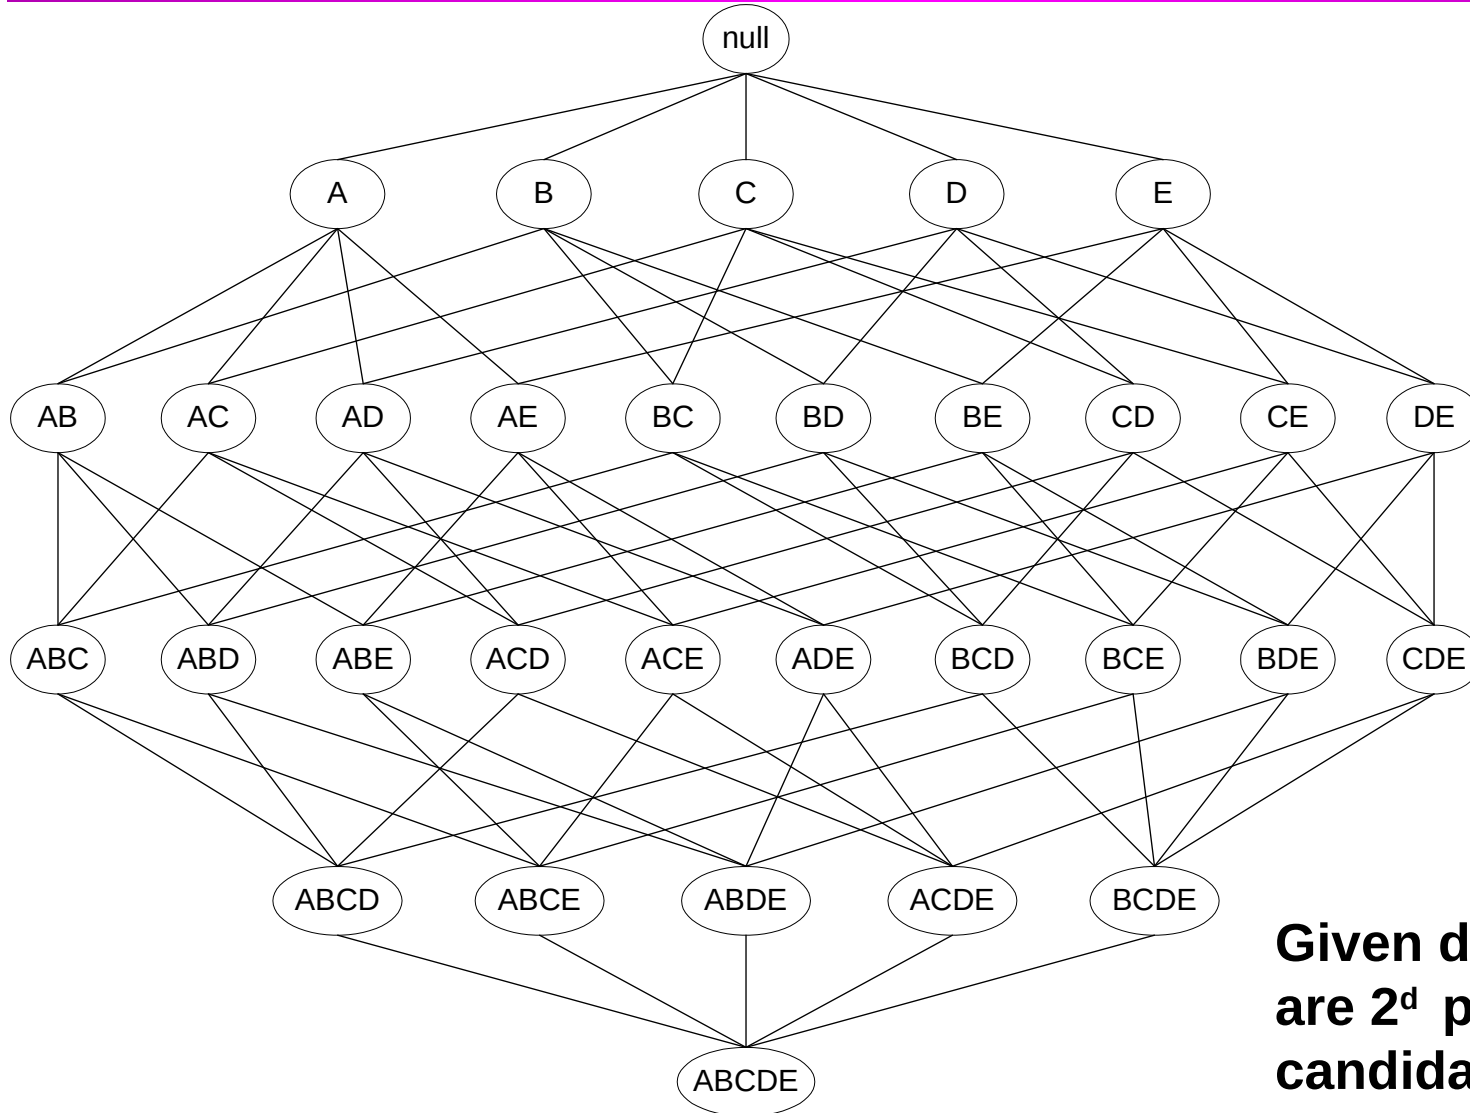 null
A B C D E
AB AC AD AE BC BD BE CD CE DE
ABC ABD ABE ACD ACE ADE BCD BCE BDE CDE
ABCD ABCE ABDE ACDE BCDE
Given d
are 2ᵈ p
candida
ABCDE